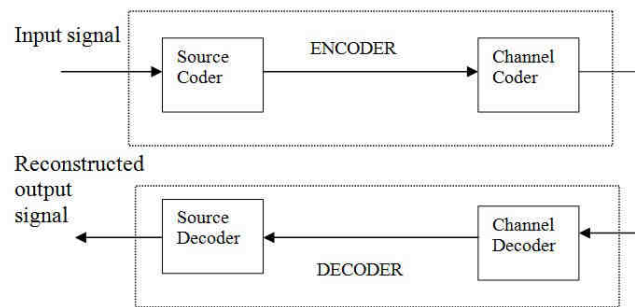 Input signal
ENCODER
Source
Coder
Channel
Coder
Reconstructed
output
signal
Source
Decoder
Channel
Decoder
DECODER